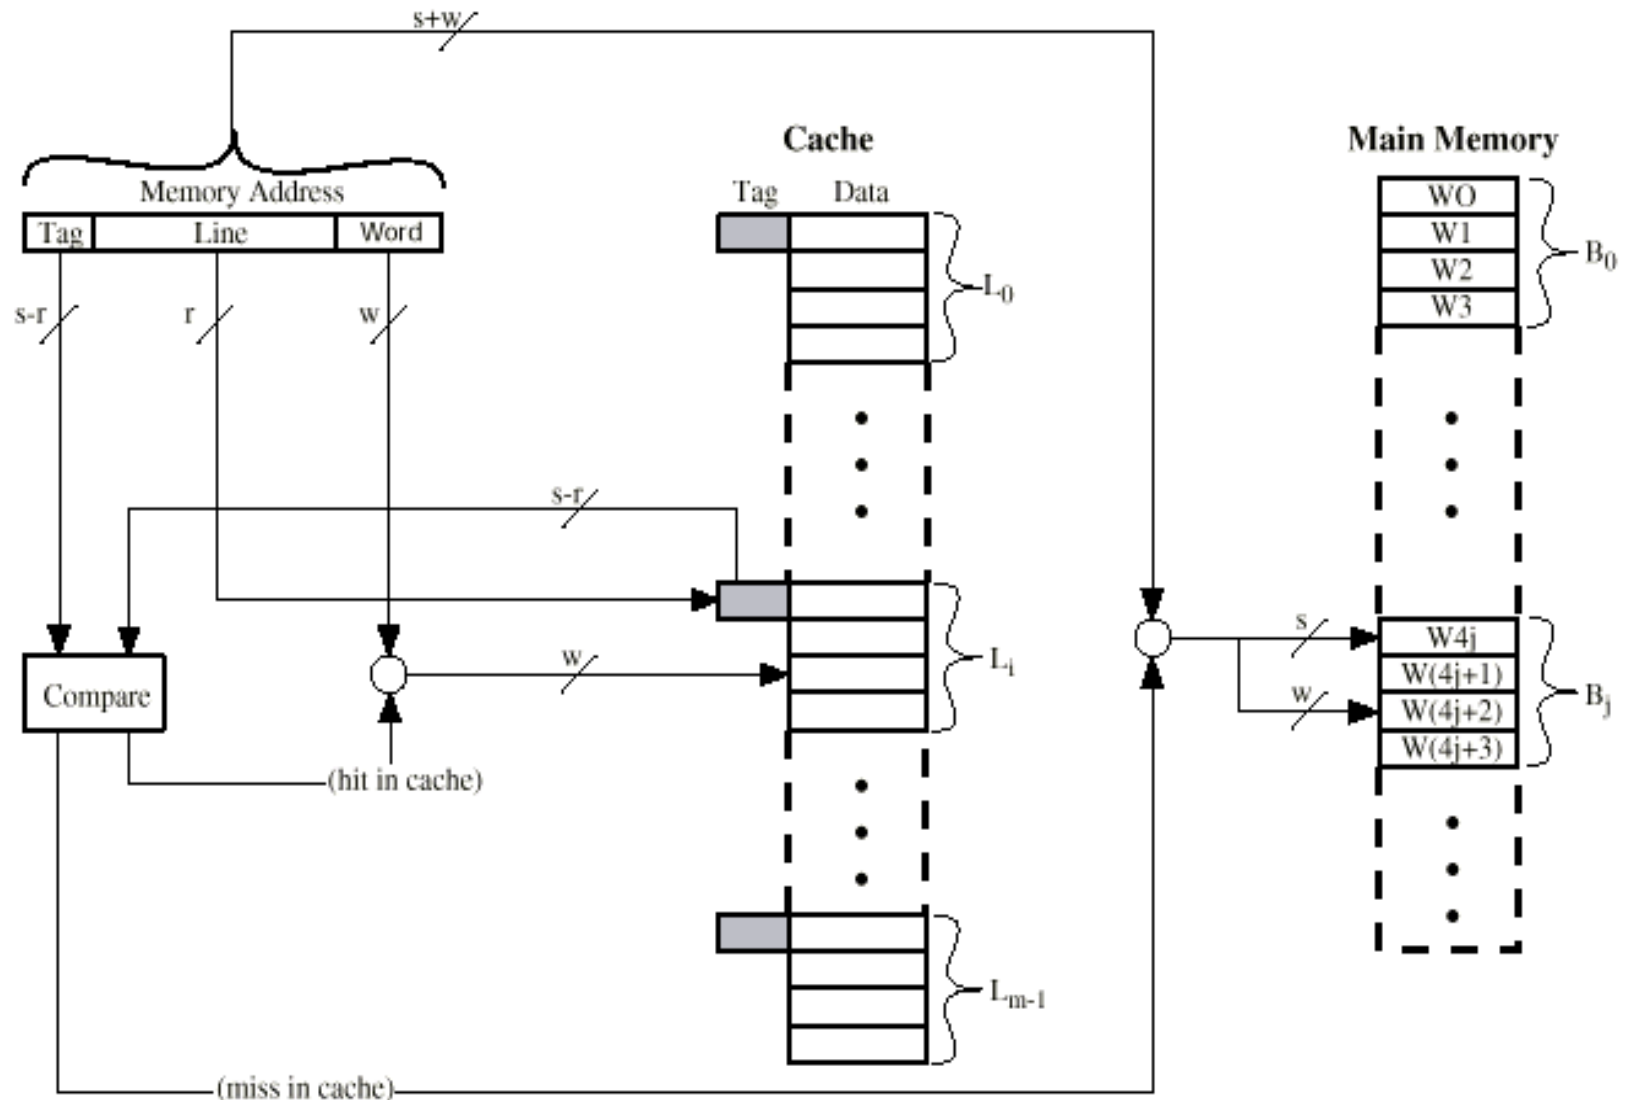 s+w
Cache
Main Memory
Memory Address
Tag Data
Tag Line Word
WO
W1
W2
W3
B0
L0
s-r
r
w
s-r
s
W4j
W(4j+1)
W(4j+2)
W(4j+3)
w
Bj
Li
w
Compare
(hit in cache)
Lm-1
(miss in cache)